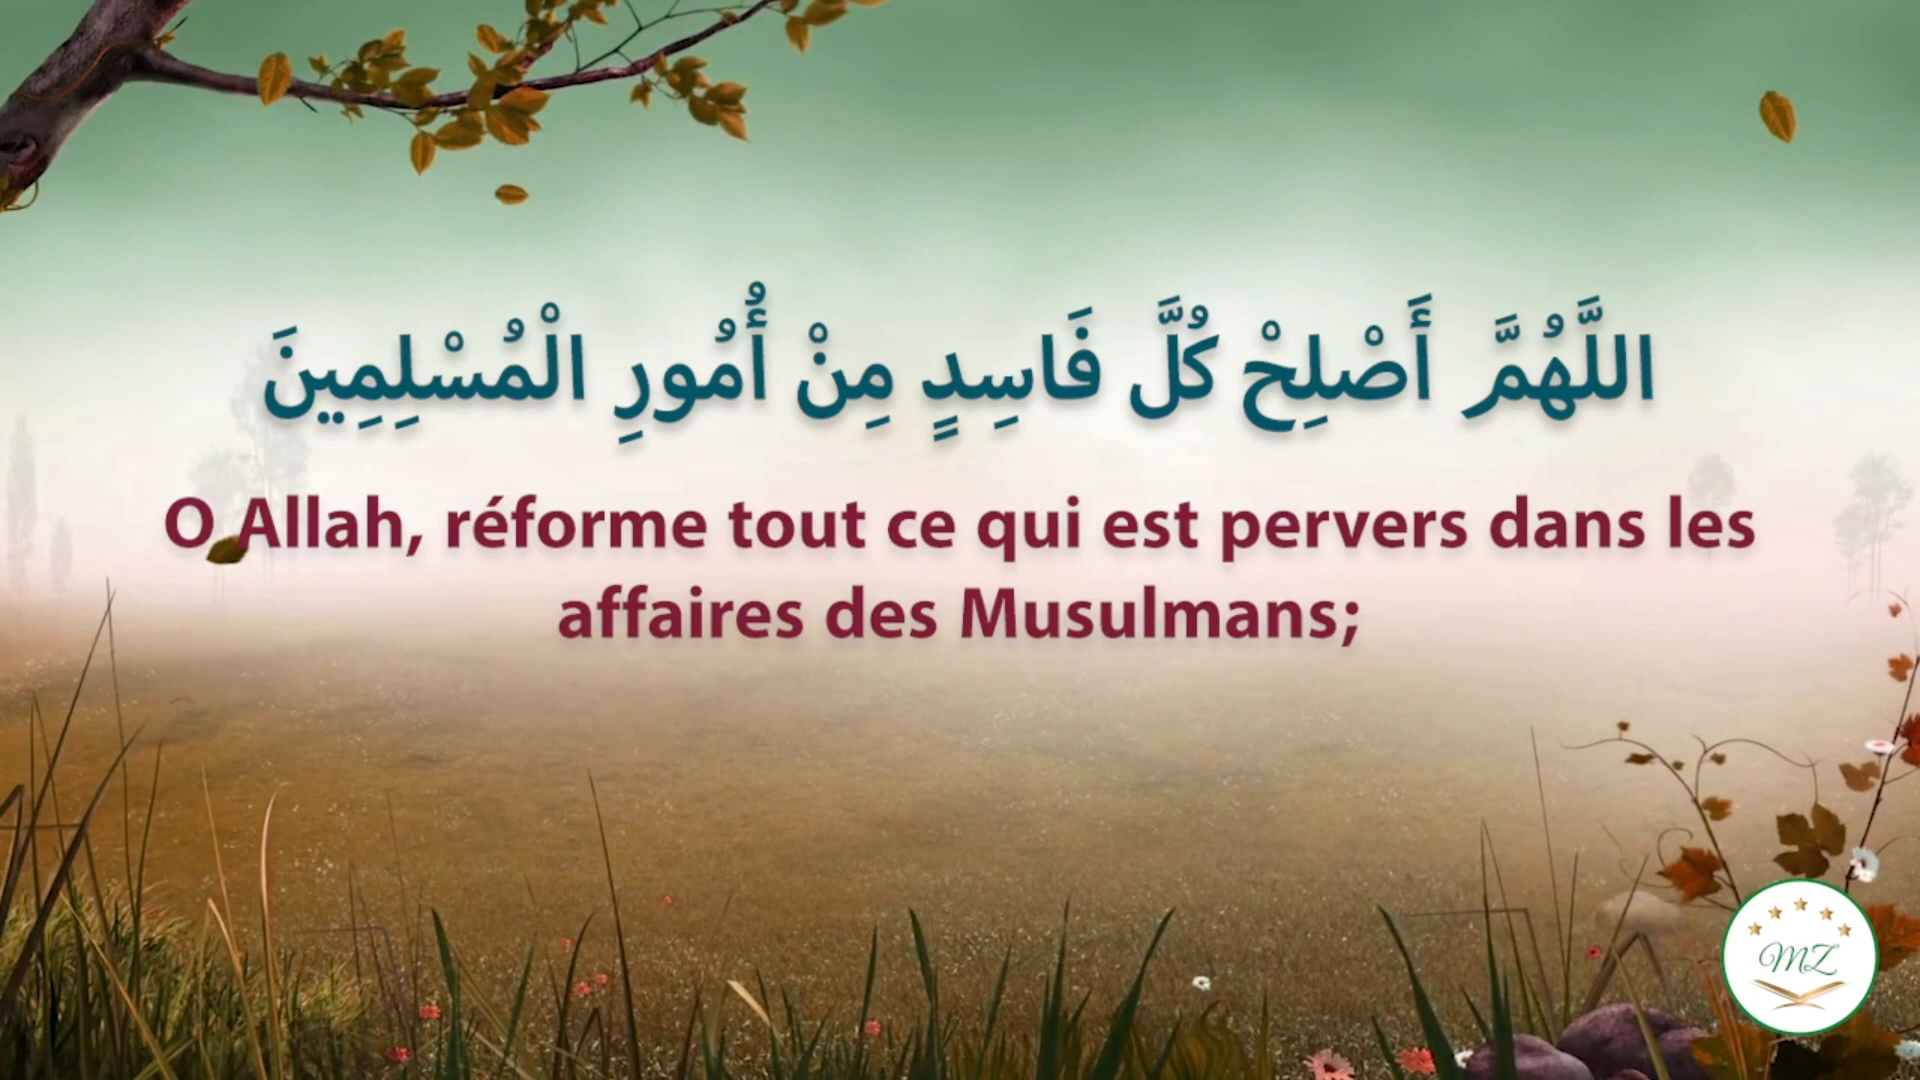 اللَّهُمَّ أَصْلِحْ كُلَّ فَاسِدٍ مِنْ أُمُورِ الْمُسْلِمِينَ
O Allah, réforme tout ce qui est pervers dans les
affaires des Musulmans;
MZ